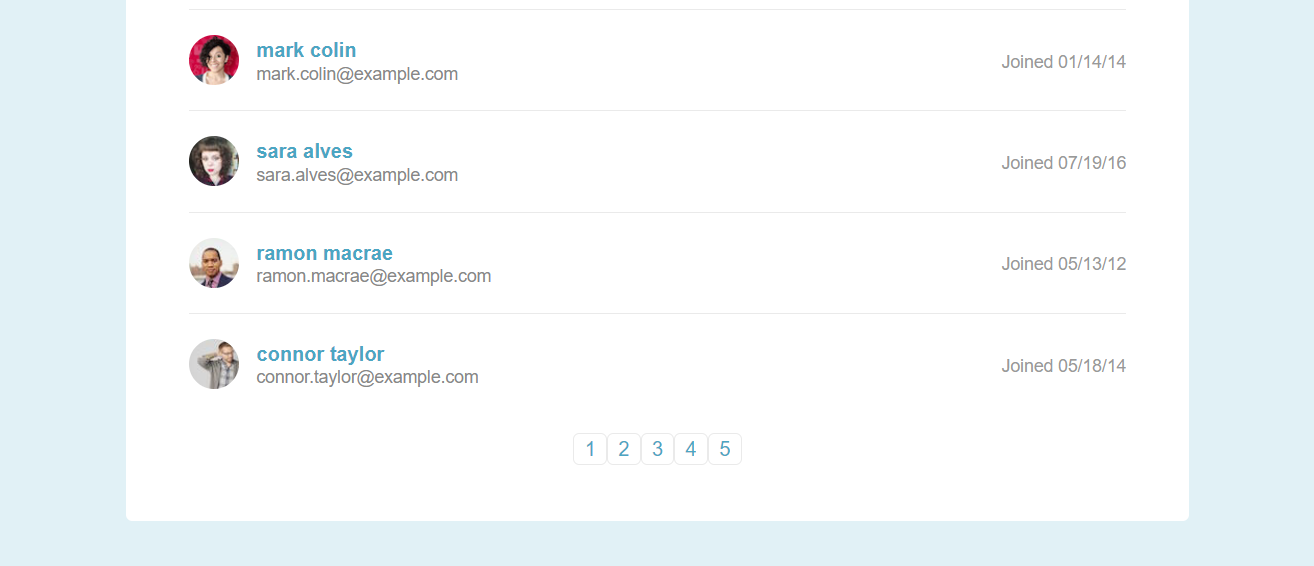 mark colin
mark.colin@example.com
Joined 01/14/14
sara alves
sara.alves@example.com
Joined 07/19/16
ramon macrae
ramon.macrae@example.com
Joined 05/13/12
connor taylor
connor.taylor@example.com
Joined 05/18/14
1 2 3 4 5